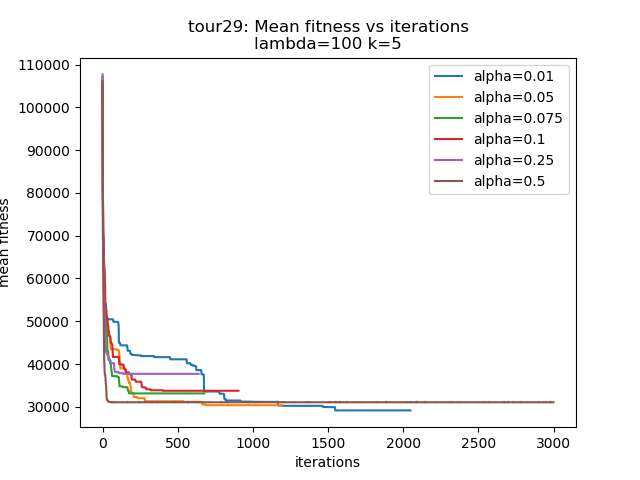 tour29: Mean fitness vs iterations
lambda=100 k=5
110000
100000
90000
80000
70000
60000
50000
40000
30000
mean fitness
alpha=0.01
alpha=0.05
alpha=0.075
alpha=0.1
alpha=0.25
alpha=0.5
0
500
1000
1500
2000
2500
3000
iterations